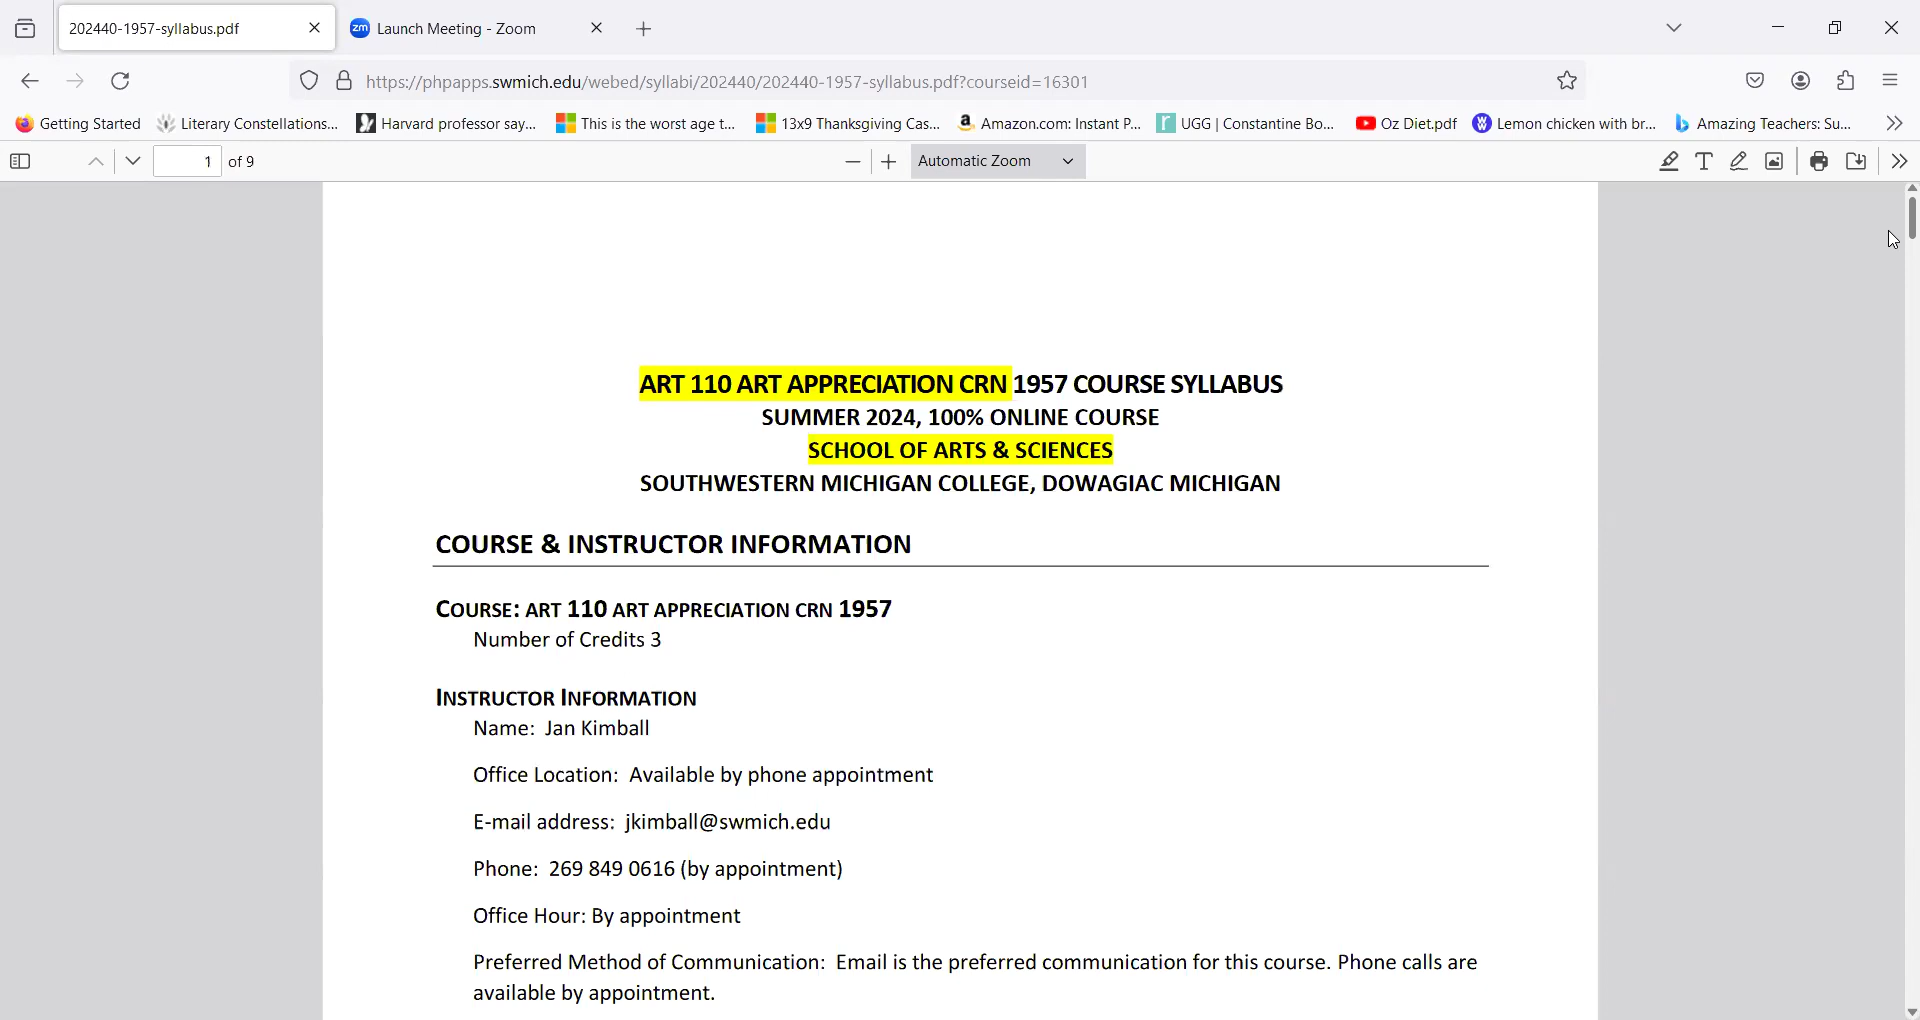 202440-1957-syllabus.pdf
zm Launch Meeting - Zoom
https://phpapps.swmich.edu/webed/syllabi/202440/202440-1957-syllabus.pdf?courseid=16301
Getting Started Literary Constellations... Harvard professor say... This is the worst age t... 13x9 Thanksgiving Cas... Amazon.com: Instant P... UGG | Constantine Bo... Oz Diet.pdf Lemon chicken with br... Amazing Teachers: Su...
1 of 9 Automatic Zoom
ART 110 ART APPRECIATION CRN 1957 COURSE SYLLABUS
SUMMER 2024, 100% ONLINE COURSE
SCHOOL OF ARTS & SCIENCES
SOUTHWESTERN MICHIGAN COLLEGE, DOWAGIAC MICHIGAN
COURSE & INSTRUCTOR INFORMATION
COURSE: ART 110 ART APPRECIATION CRN 1957
Number of Credits 3
INSTRUCTOR INFORMATION
Name: Jan Kimball
Office Location: Available by phone appointment
E-mail address: jkimball@swmich.edu
Phone: 269 849 0616 (by appointment)
Office Hour: By appointment
Preferred Method of Communication: Email is the preferred communication for this course. Phone calls are
available by appointment.